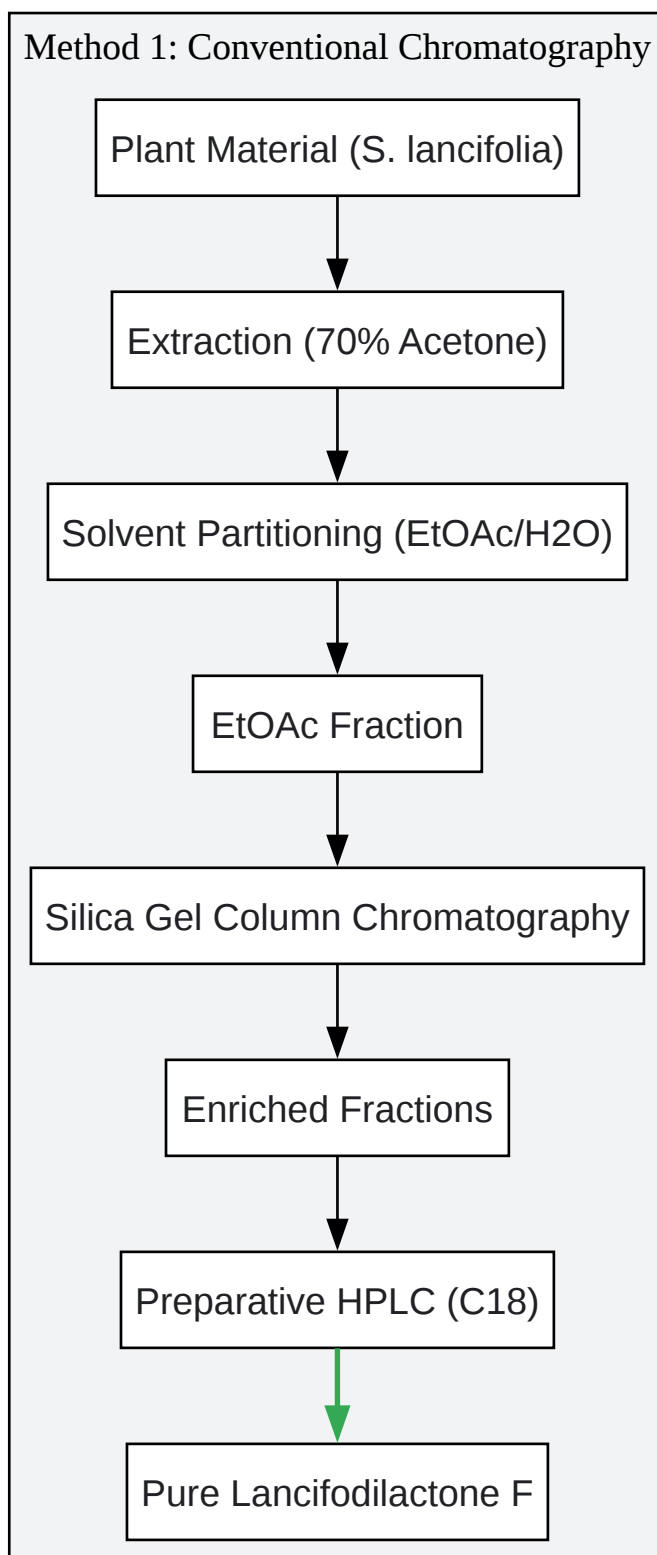 Method 1: Conventional Chromatography
Plant Material (S. lancifolia)
Extraction (70% Acetone)
Solvent Partitioning (EtOAc/H2O)
EtOAc Fraction
Silica Gel Column Chromatography
Enriched Fractions
Preparative HPLC (C18)
Pure Lancifodilactone F